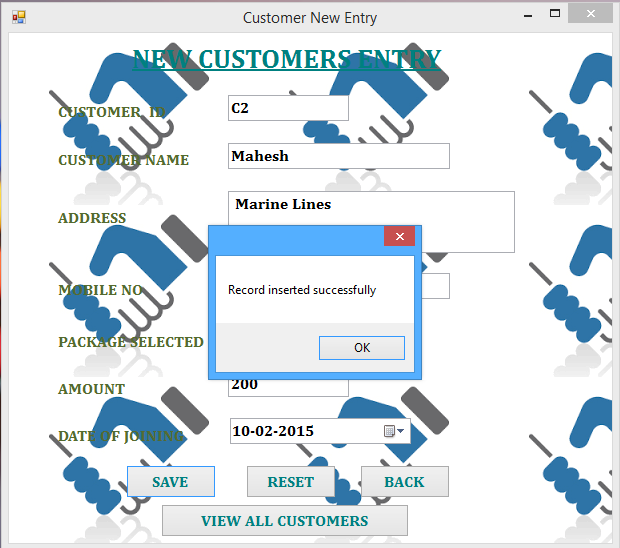 Customer New Entry
NEW CUSTOMERS ENTRY
CUSTOMER. ID C2
CUSTOMER NAME Mahesh
ADDRESS Marine Lines
MOBILE NO
Record inserted successfully
OK
PACKAGE SELECTED
AMOUNT 200
DATE OF JOINING 10-02-2015
SAVE RESET BACK
VIEW ALL CUSTOMERS